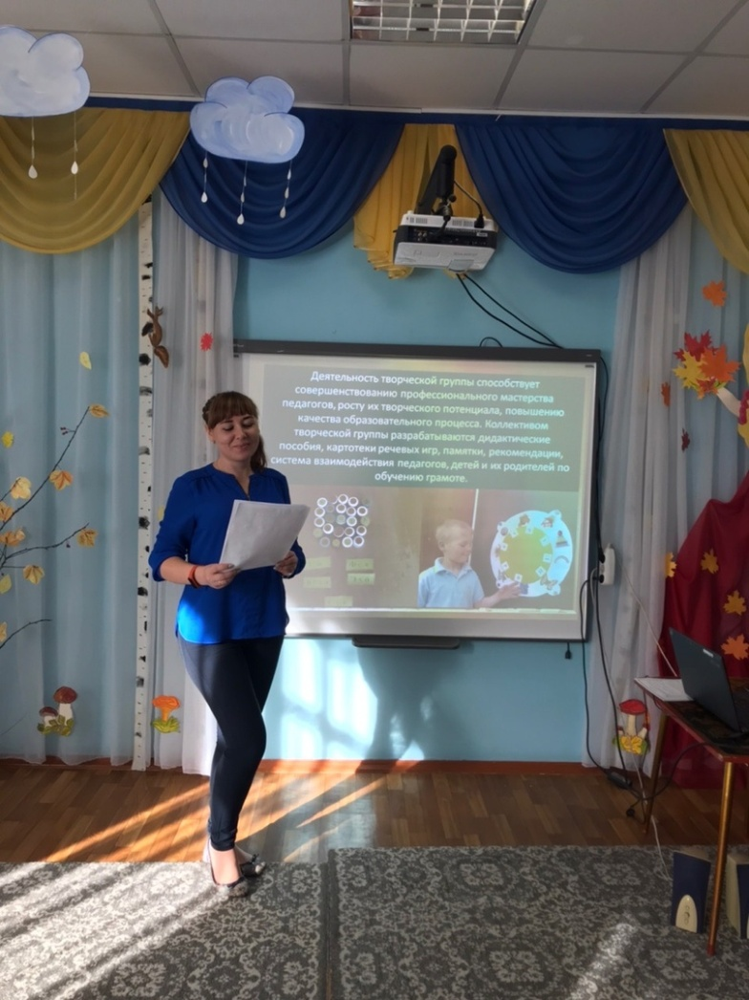 Деятельность творческой группы способствует
совершенствованию профессионального мастерства
педагогов, росту их творческого потенциала, повышению
качества образовательного процесса. Коллективом
творческой группы разрабатываются дидактические
пособия, картотеки речевых игр, памятки, рекомендации,
система взаимодействия педагогов, детей и их родителей по
обучению грамоте.